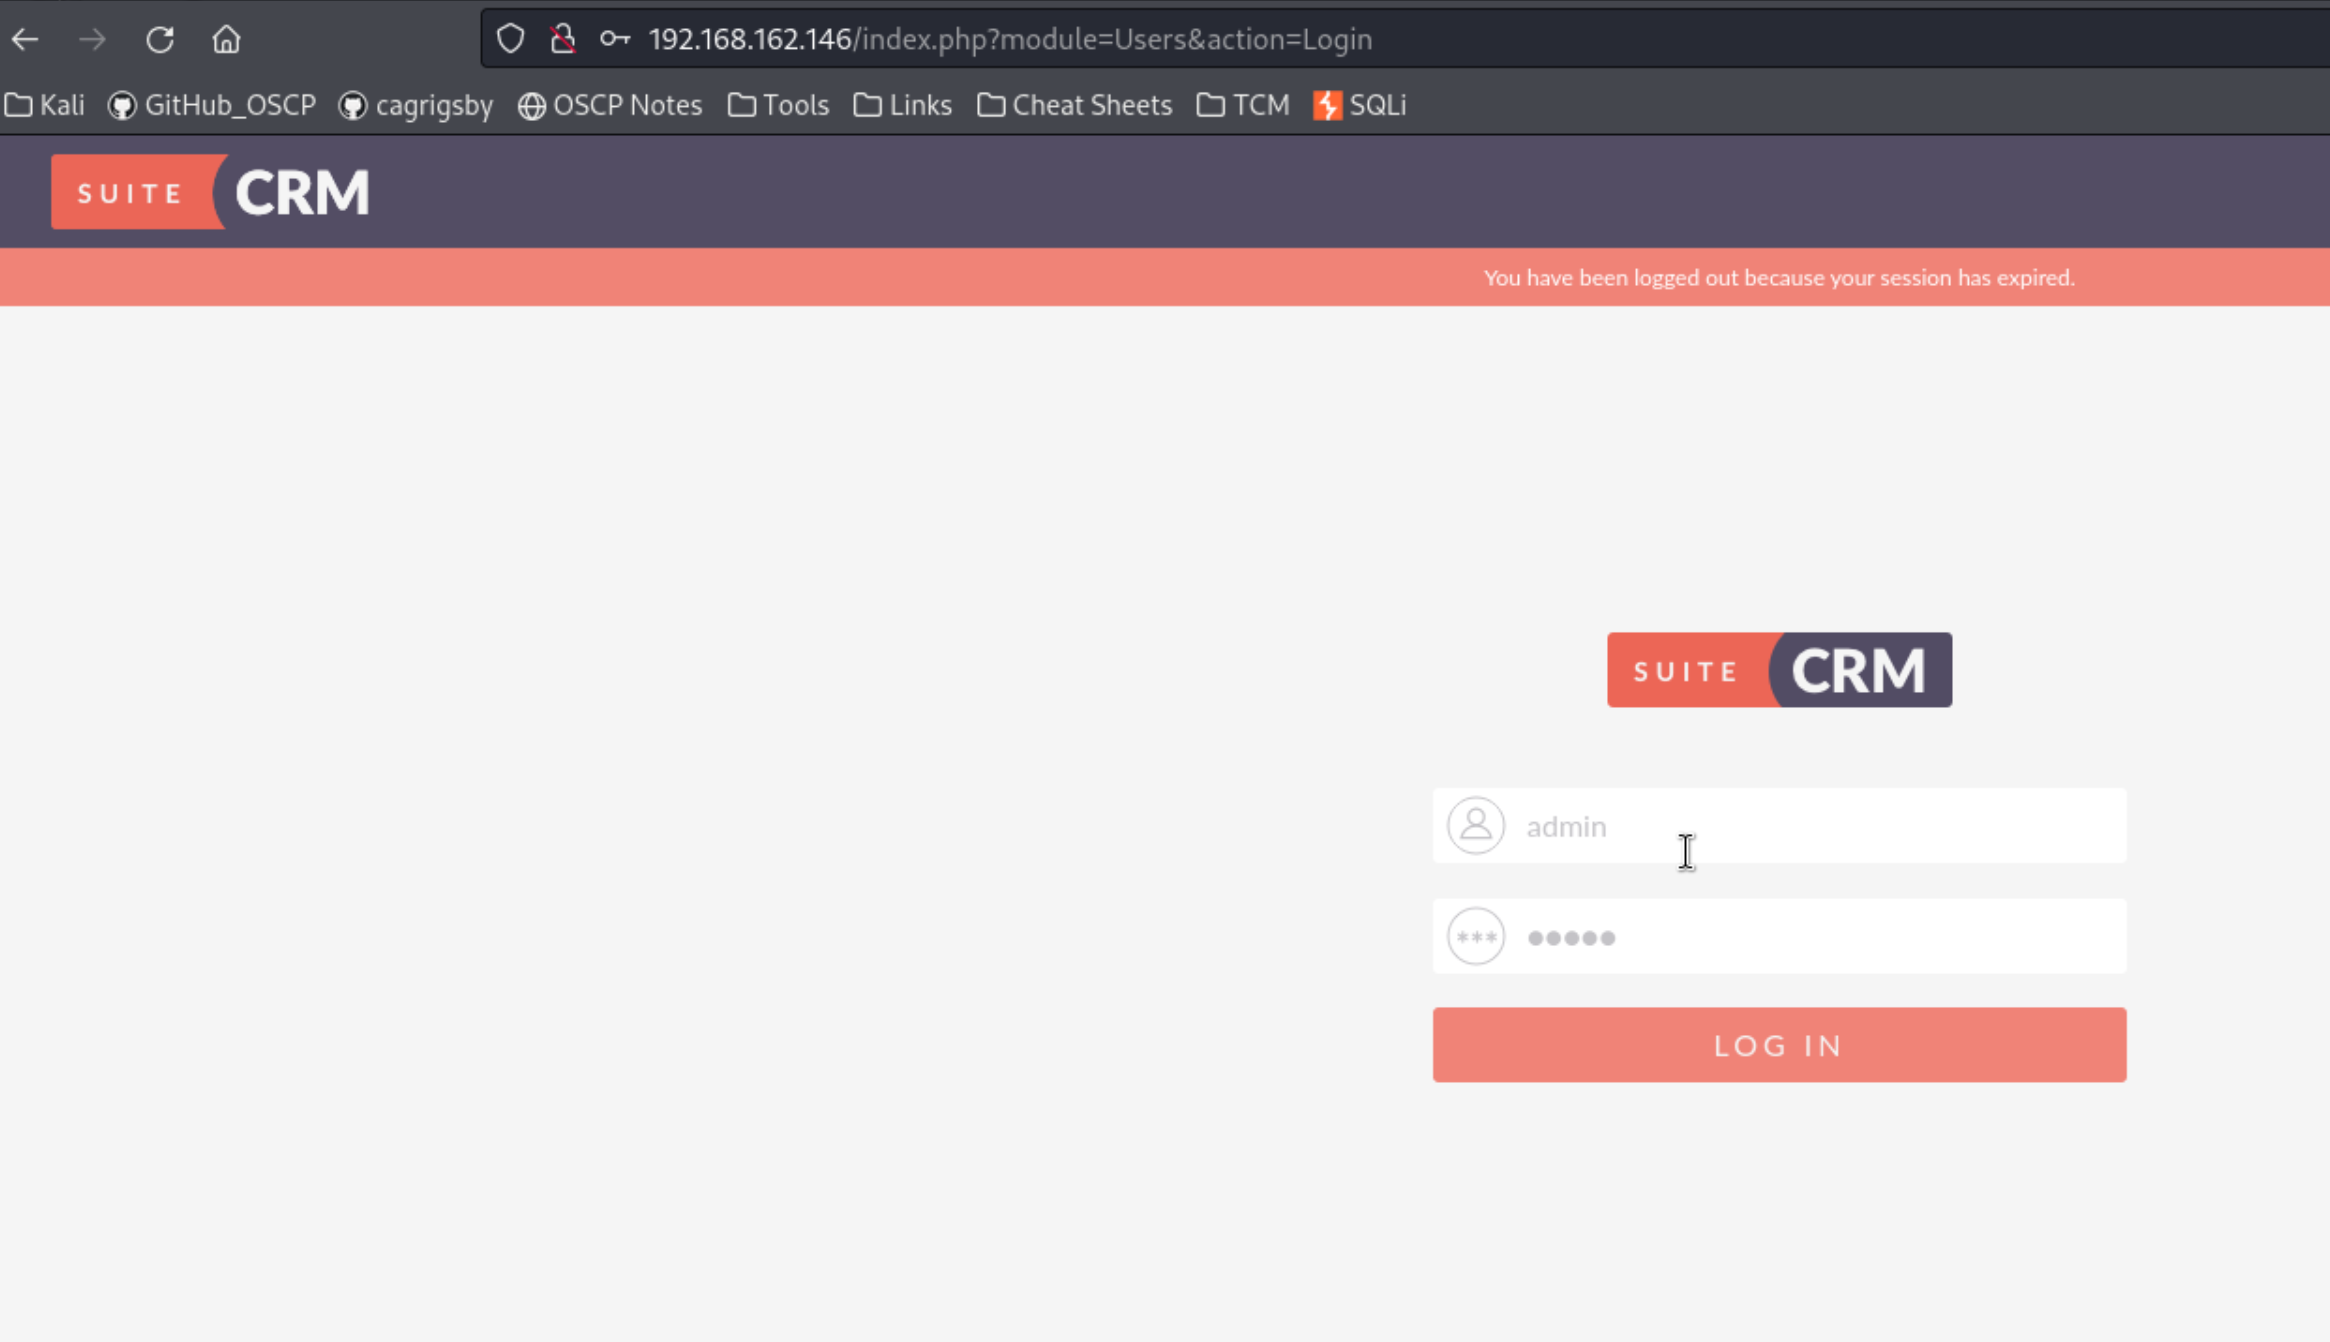 192.168.162.146/index.php?module=Users&action=Login
Kali GitHub_OSCP cagrigsby OSCP Notes Tools Links Cheat Sheets TCM SQLi
SUITE CRM
You have been logged out because your session has expired.
SUITE CRM
admin
***
●●●●●
LOG IN